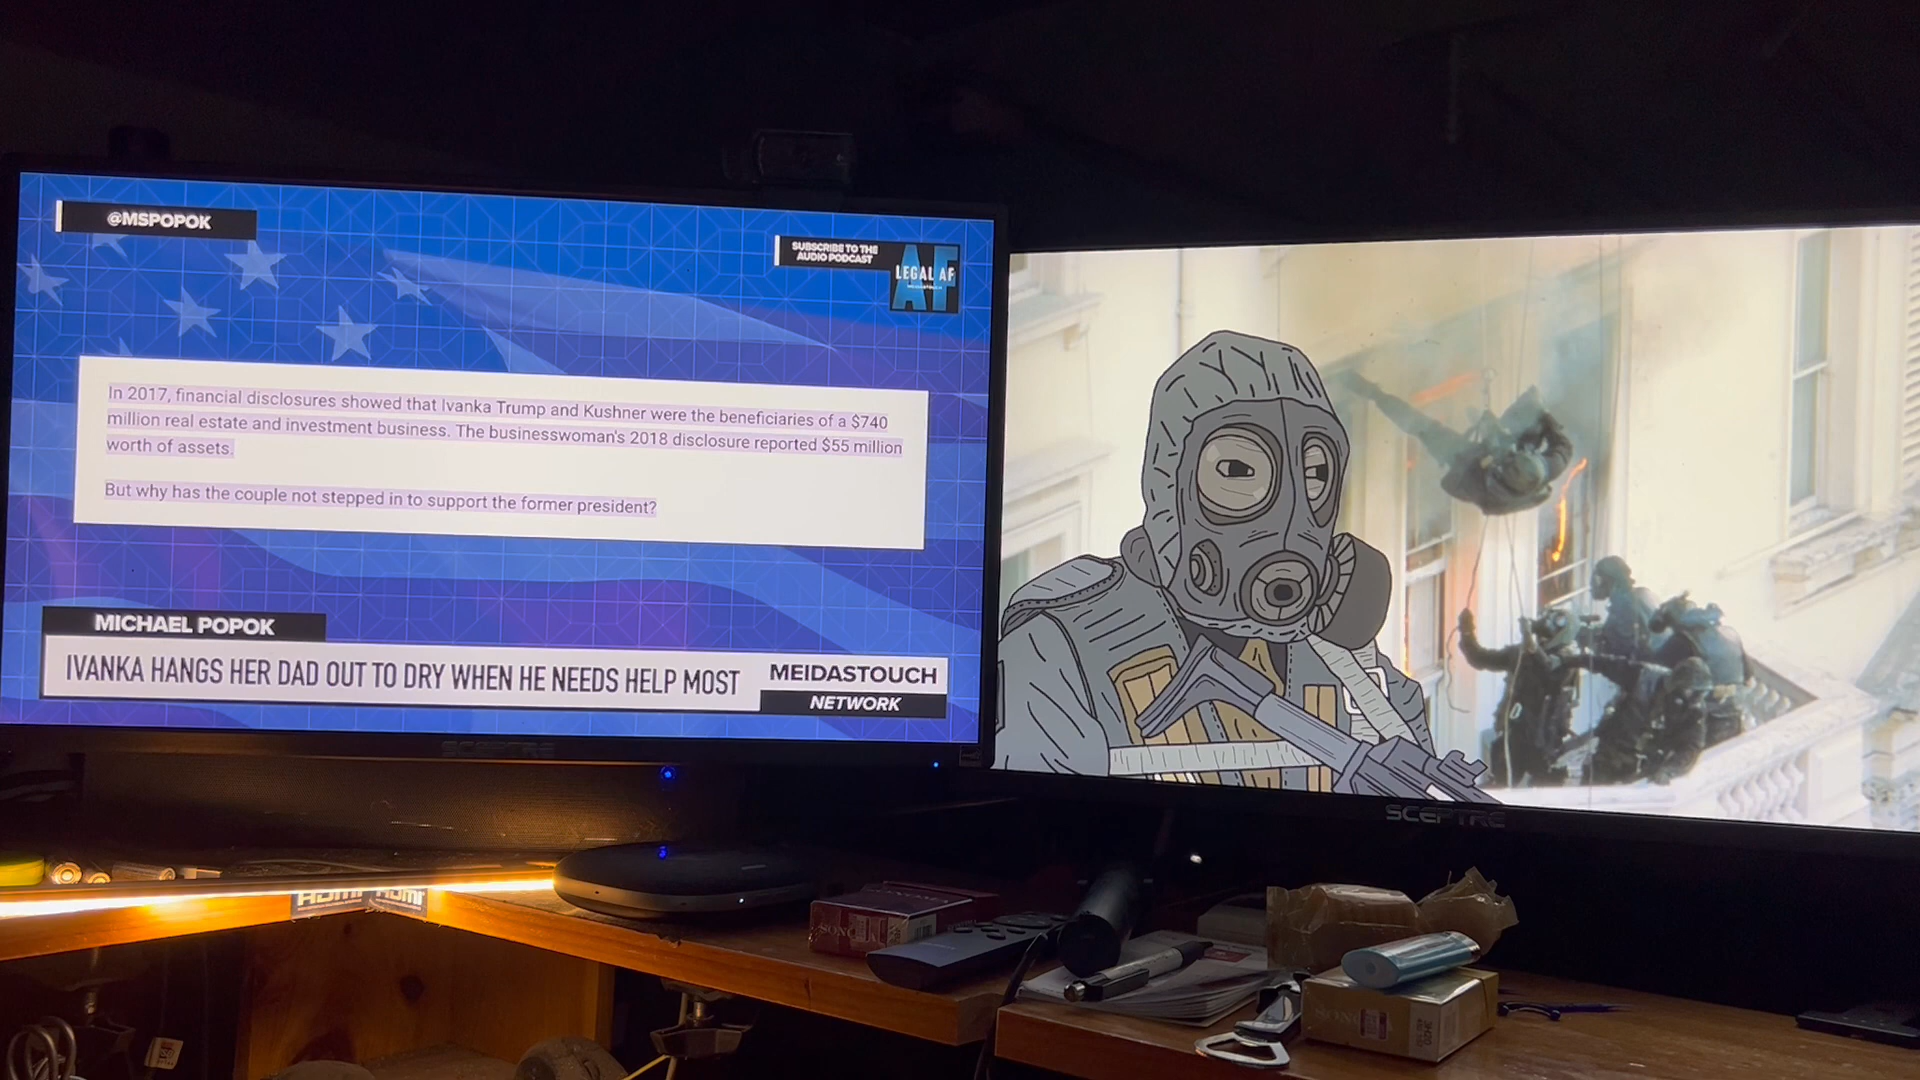 @MSPOPOK
SUBSCRIBE TO THE
AUDIO PODCAST
LEGAL AF
MEIDASTOUCH
In 2017, financial disclosures showed that Ivanka Trump and Kushner were the beneficiaries of a $740
million real estate and investment business. The businesswoman's 2018 disclosure reported $55 million
worth of assets.
But why has the couple not stepped in to support the former president?
MICHAEL POPOK
IVANKA HANGS HER DAD OUT TO DRY WHEN HE NEEDS HELP MOST
MEIDASTOUCH
NETWORK
SCEPTRE
SCEPTRE
HDMI HDMI